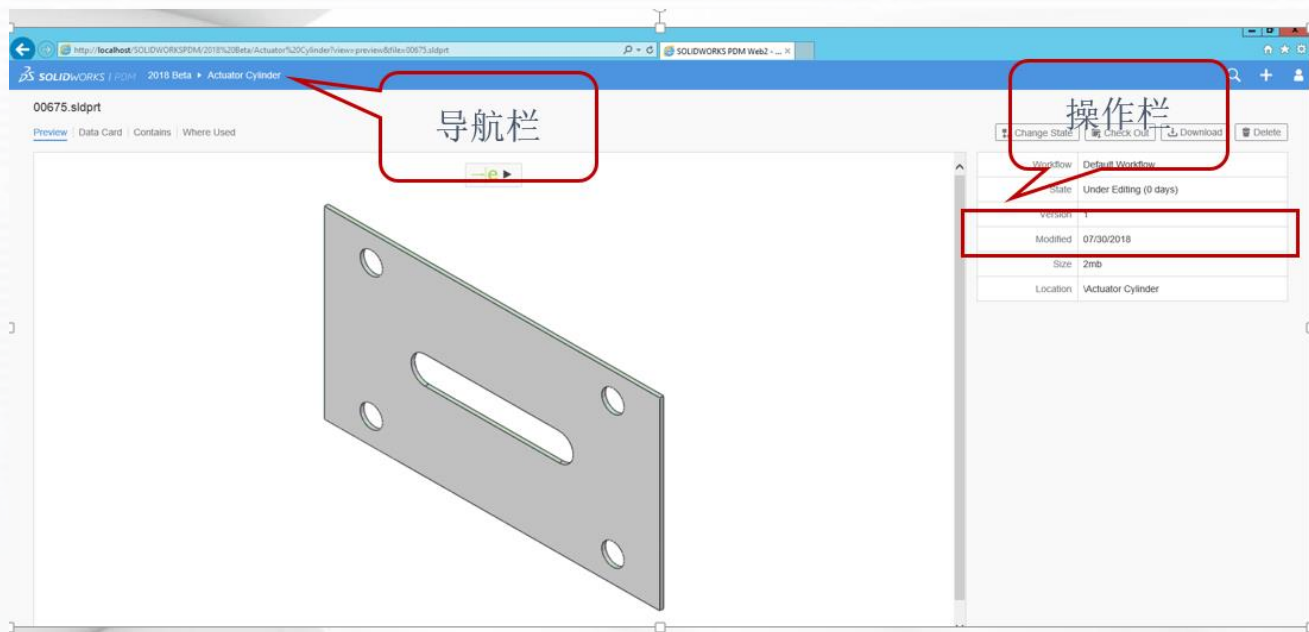 http://localhost/SOLIDWORKSPDM/2018%20Beta/Actuator%20Cylinder?view=preview&file=00675.sldprt
SOLIDWORKS PDM Web2 - ...
SOLIDWORKS | PDM 2018 Beta Actuator Cylinder
00675.sldprt
导航栏
操作栏
Preview Data Card Contains Where Used
Change State Check Out Download Delete
Workflow Default Workflow
State Under Editing (0 days)
Version 1
Modified 07/30/2018
Size 2mb
Location \Actuator Cylinder